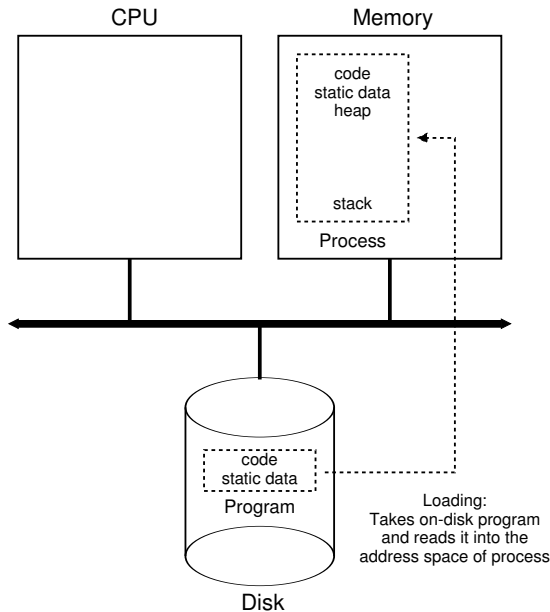 CPU
Memory
code
static data
heap
stack
Process
code
static data
Program
Loading:
Takes on-disk program
and reads it into the
address space of process
Disk